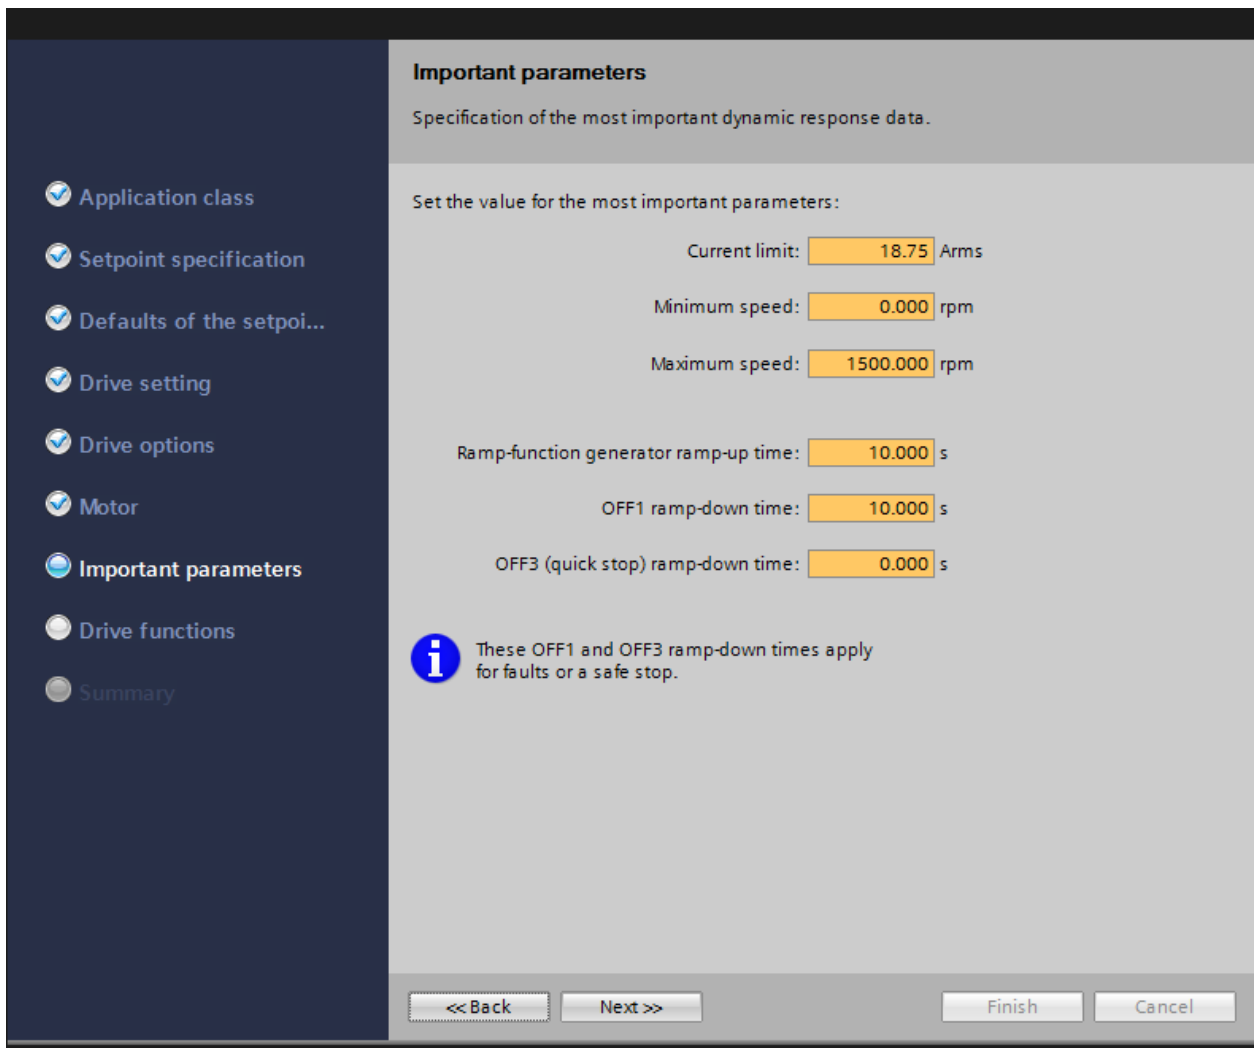 Important parameters
Specification of the most important dynamic response data.
Application class
Setpoint specification
Defaults of the setpoi...
Drive setting
Drive options
Motor
Important parameters
Drive functions
Summary
Set the value for the most important parameters:
Current limit: 18.75 Arms
Minimum speed: 0.000 rpm
Maximum speed: 1500.000 rpm
Ramp-function generator ramp-up time: 10.000 s
OFF1 ramp-down time: 10.000 s
OFF3 (quick stop) ramp-down time: 0.000 s
i
These OFF1 and OFF3 ramp-down times apply
for faults or a safe stop.
<< Back
Next >>
Finish
Cancel